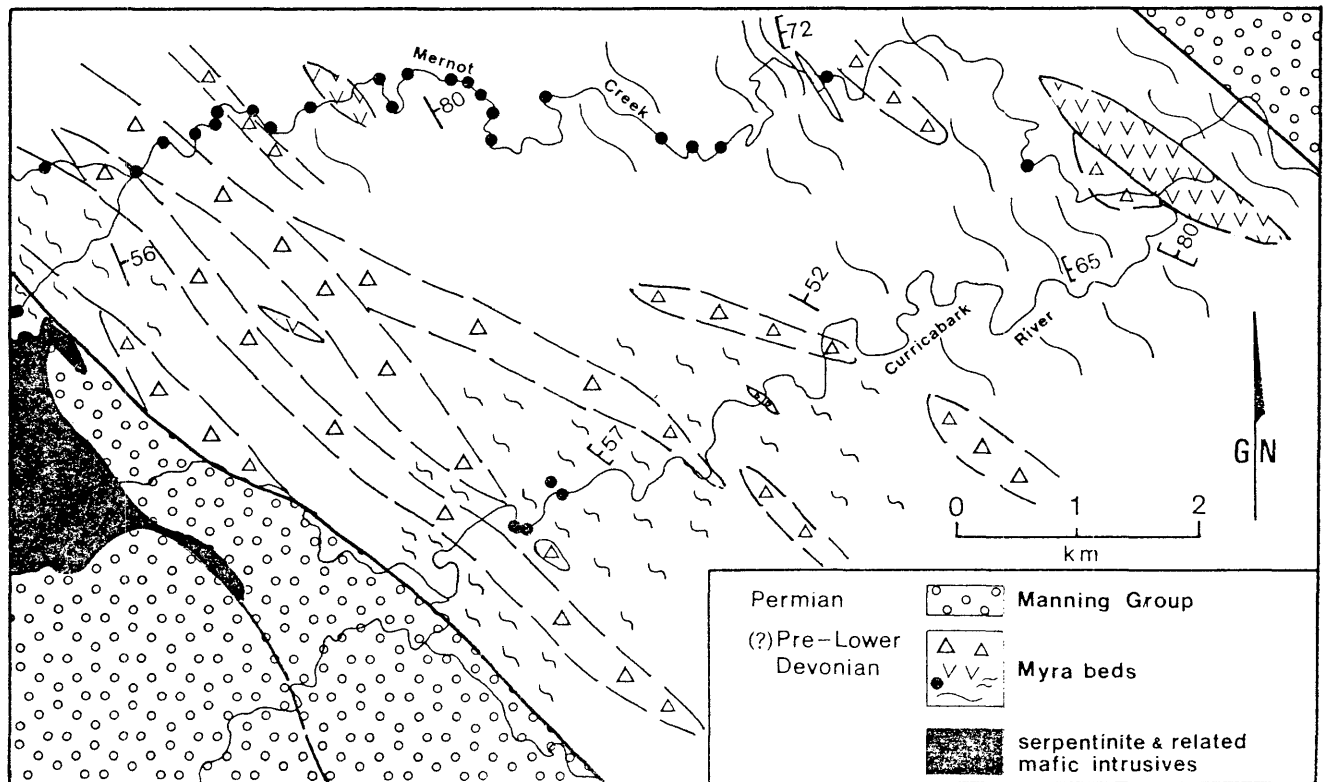 72
Mernot
Creek
80
56
52
65
80
Curricabark
River
57
GN
0 1 2
km
Permian
Manning Group
(?) Pre-Lower
Devonian
Myra beds
serpentinite & related
mafic intrusives